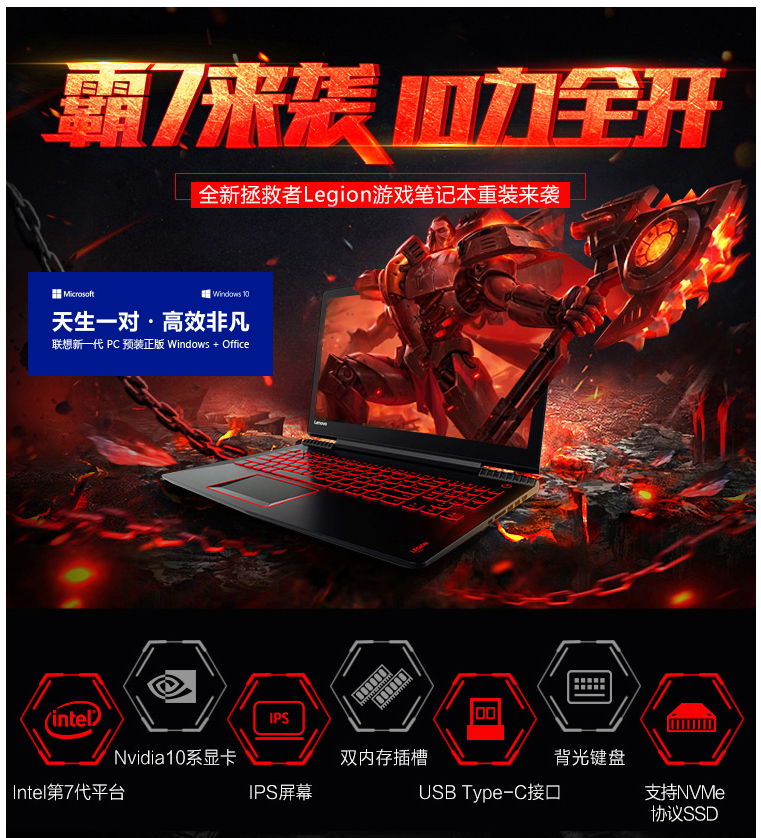 霸7来袭 10力全开
全新拯救者Legion游戏笔记本重装来袭
Microsoft Windows 10
天生一对 · 高效非凡
联想新一代 PC 预装正版 Windows + Office
Lenovo
LEGION
intel
IPS
Nvidia10系显卡
双内存插槽
背光键盘
Intel第7代平台
IPS屏幕
USB Type-C接口
支持NVMe
协议SSD